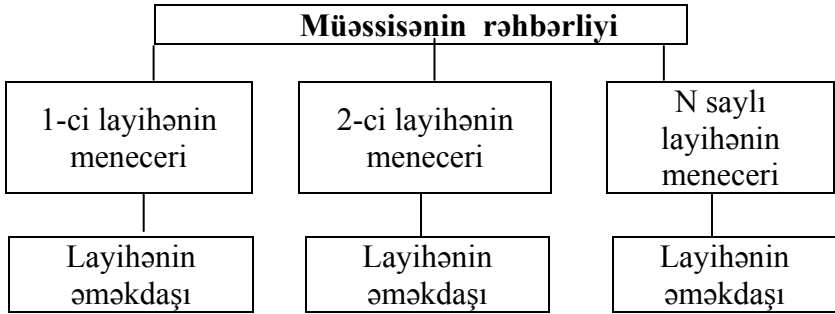 Müəssisənin rəhbərliyi
1-ci layihənin
meneceri
2-ci layihənin
meneceri
N saylı
layihənin
meneceri
Layihənin
əməkdaşı
Layihənin
əməkdaşı
Layihənin
əməkdaşı